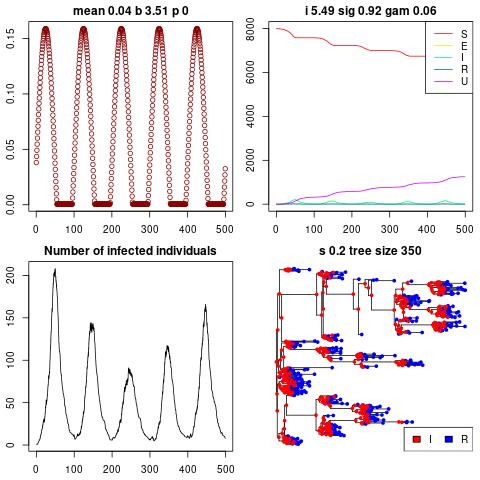 mean 0.04 b 3.51 p 0
0.15
0.10
0.05
0.00
0 100 200 300 400 500
i 5.49 sig 0.92 gam 0.06
8000
6000
4000
2000
0
0 100 200 300 400 500
S
E
I
R
U
Number of infected individuals
200
150
100
50
0
0 100 200 300 400 500
s 0.2 tree size 350
I R